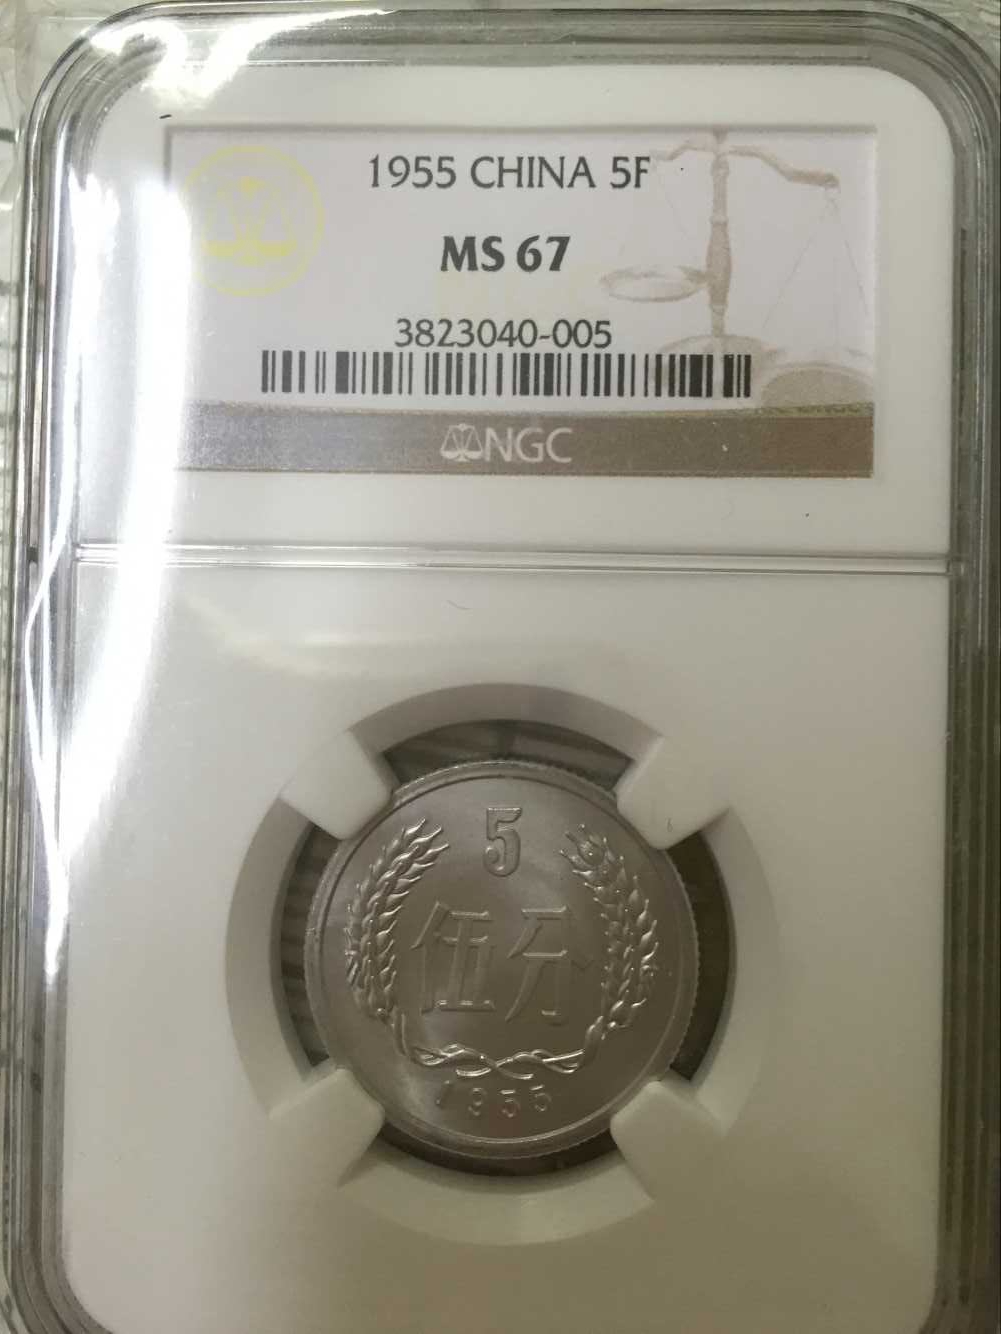 1955 CHINA 5F
MS 67
3823040-005
NGC
5
伍分
1955